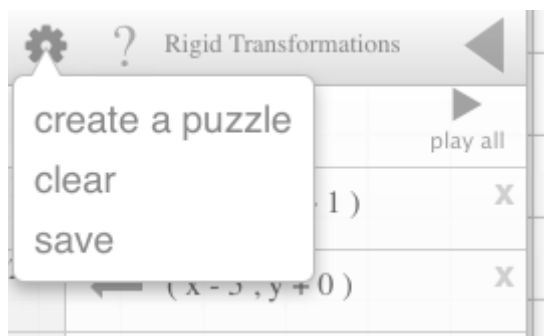 ? Rigid Transformations
create a puzzle
play all
clear
1 ) x
save
( x - 3 , y + 0 ) x